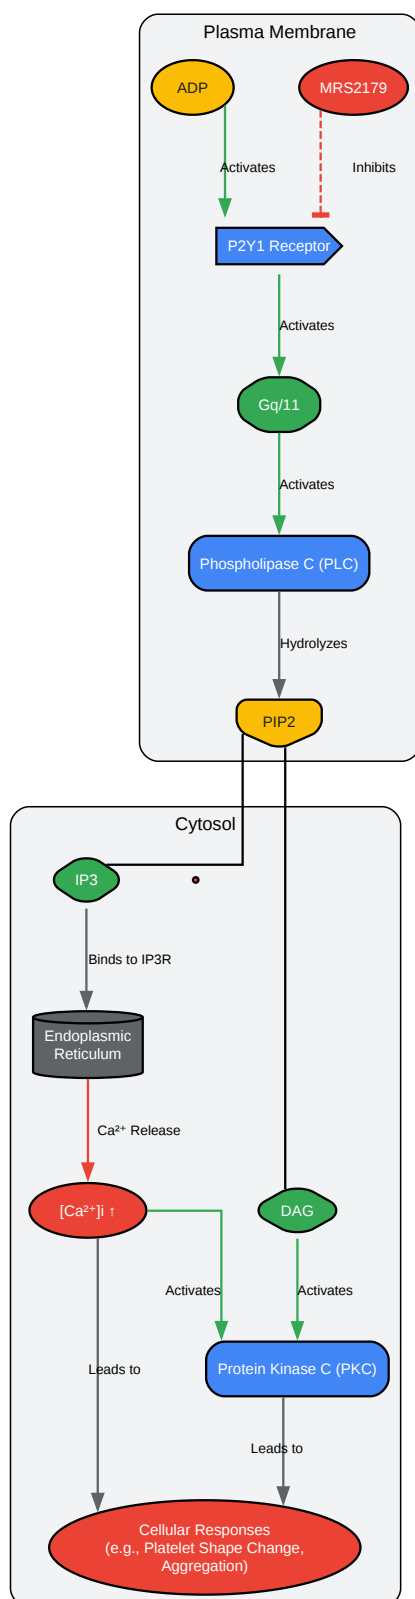 Plasma Membrane
ADP
MRS2179
Activates
Inhibits
P2Y1 Receptor
Activates
Gq/11
Activates
Phospholipase C (PLC)
Hydrolyzes
PIP2
Cytosol
IP3
Binds to IP3R
Endoplasmic
Reticulum
Ca²⁺ Release
[Ca²⁺]i ↑
DAG
Activates
Activates
Protein Kinase C (PKC)
Leads to
Leads to
Cellular Responses
(e.g., Platelet Shape Change,
Aggregation)